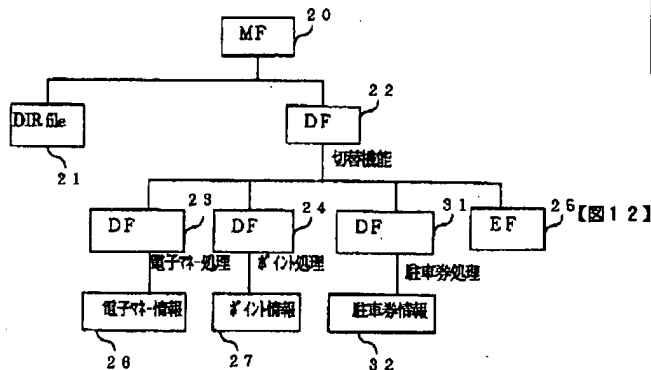 20
MF
22
DIR file
DF
21
切替機能
23
24
31
25
【図12】
DF
DF
DF
EF
電子マネー処理
ポイント処理
駐車券処理
電子マネー情報
ポイント情報
駐車券情報
26
27
32